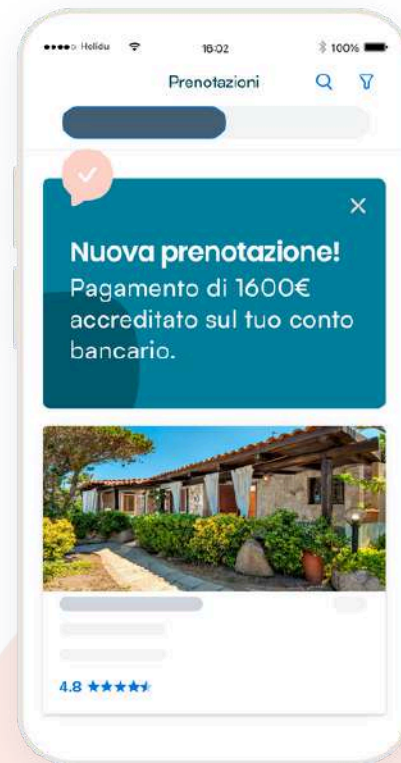 Holidu 16:02 100%
Prenotazioni
Nuova prenotazione!
Pagamento di 1600€
accreditato sul tuo conto
bancario.
4.8